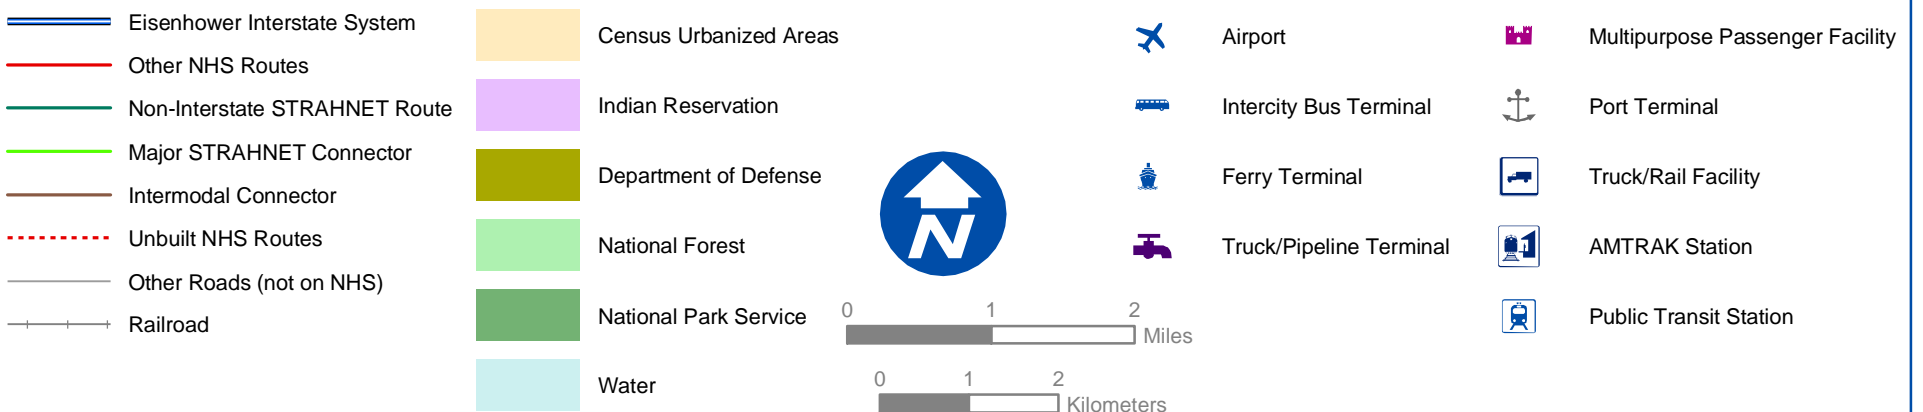 Eisenhower Interstate System
Other NHS Routes
Non-Interstate STRAHNET Route
Major STRAHNET Connector
Intermodal Connector
Unbuilt NHS Routes
Other Roads (not on NHS)
Railroad
Census Urbanized Areas
Indian Reservation
Department of Defense
National Forest
National Park Service
Water
N
0 1 2
Miles
0 1 2
Kilometers
Airport
Intercity Bus Terminal
Ferry Terminal
Truck/Pipeline Terminal
Multipurpose Passenger Facility
Port Terminal
Truck/Rail Facility
AMTRAK Station
Public Transit Station